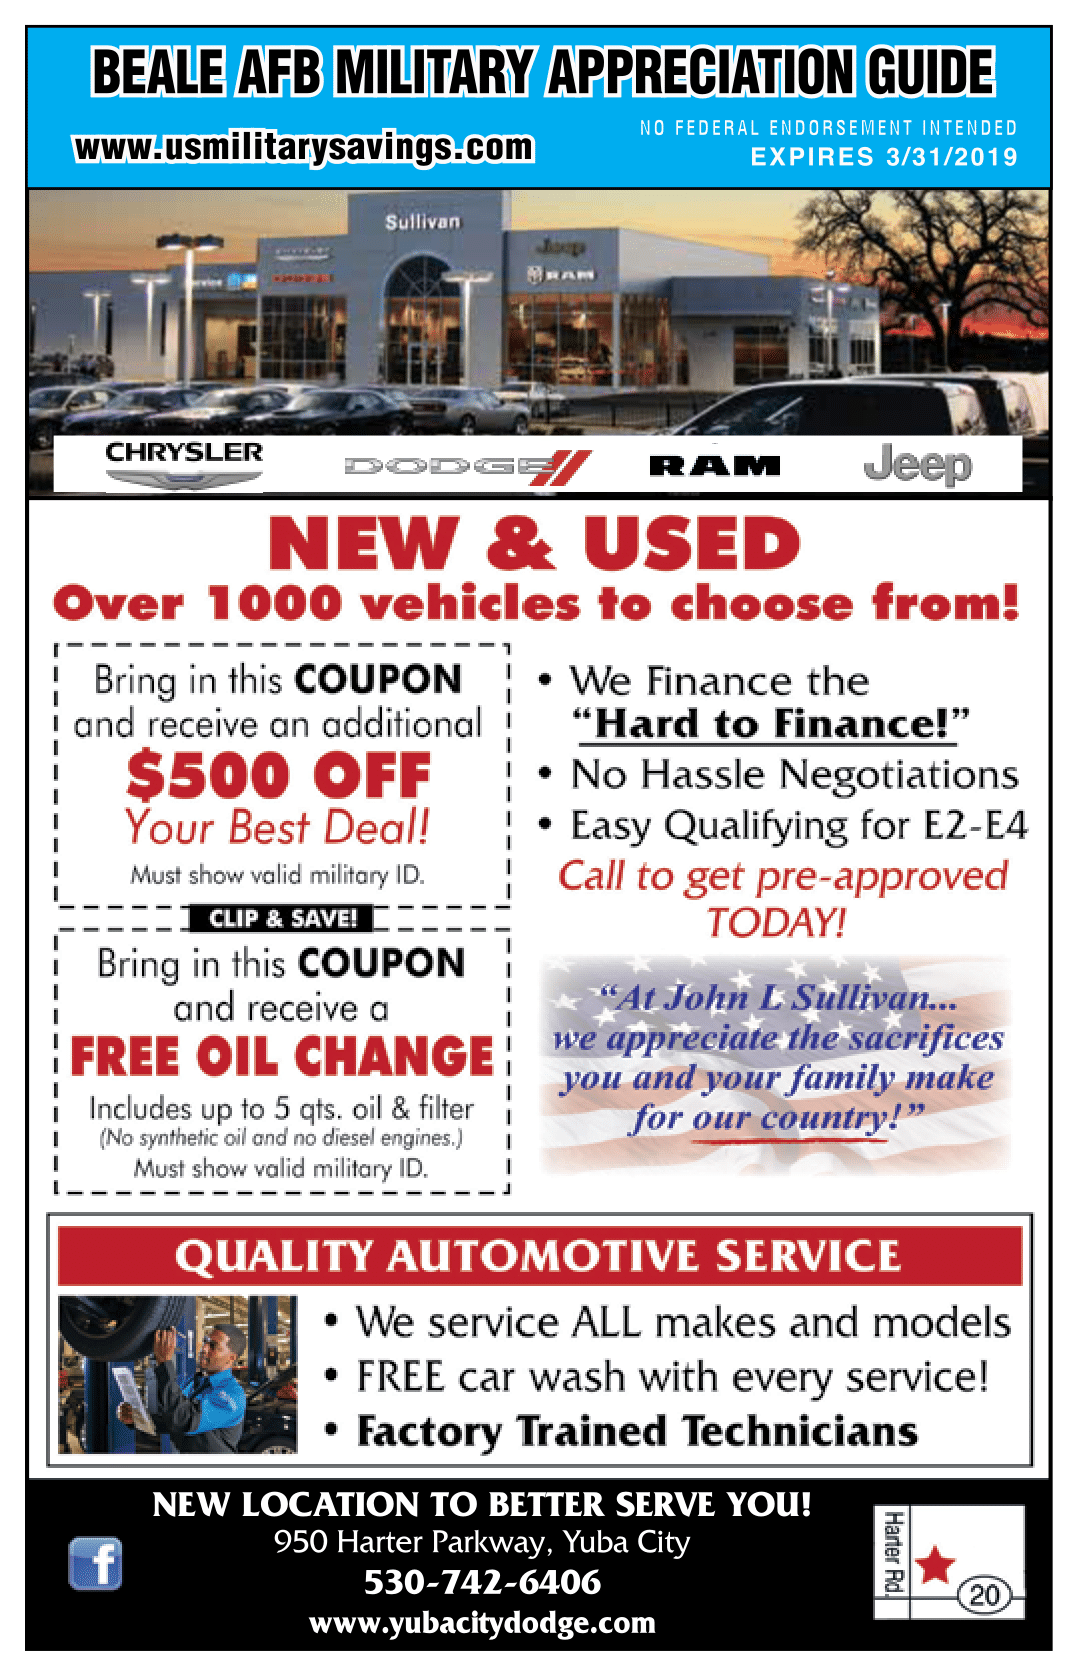 BEALE AFB MILITARY APPRECIATION GUIDE
www.usmilitarysavings.com
NO FEDERAL ENDORSEMENT INTENDED
EXPIRES 3/31/2019
Sullivan
Jeep
RAM
CHRYSLER
DODGE
RAM
Jeep
NEW & USED
Over 1000 vehicles to choose from!
Bring in this COUPON
and receive an additional
$500 OFF
Your Best Deal!
Must show valid military ID.
CLIP & SAVE!
Bring in this COUPON
and receive a
FREE OIL CHANGE
Includes up to 5 qts. oil & filter
(No synthetic oil and no diesel engines.)
Must show valid military ID.
• We Finance the
“Hard to Finance!”
• No Hassle Negotiations
• Easy Qualifying for E2-E4
Call to get pre-approved
TODAY!
“At John L Sullivan...
we appreciate the sacrifices
you and your family make
for our country!”
QUALITY AUTOMOTIVE SERVICE
• We service ALL makes and models
• FREE car wash with every service!
• Factory Trained Technicians
NEW LOCATION TO BETTER SERVE YOU!
950 Harter Parkway, Yuba City
530-742-6406
www.yubacitydodge.com
f
Harter Rd.
20